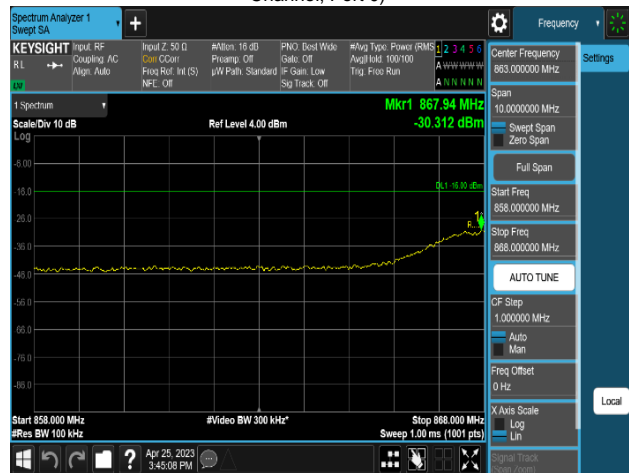 Channel, Port 0)
Spectrum Analyzer 1
Swept SA
Frequency
KEYSIGHT
RL
Input: RF
Coupling: AC
Align: Auto
Input Z: 50 Ω
Corr CCorr
Freq Ref: Int (S)
NFE: Off
#Atten: 16 dB
Preamp: Off
µW Path: Standard
PNO: Best Wide
Gate: Off
IF Gain: Low
Sig Track: Off
#Avg Type: Power (RMS
Avg|Hold: 100/100
Trig: Free Run
1 2 3 4 5 6
A W W W W W
A N N N N N
LXI
1 Spectrum
Mkr1 867.94 MHz
-30.312 dBm
Scale/Div 10 dB
Ref Level 4.00 dBm
Log
-6.00
-16.0
-26.0
-36.0
-46.0
-56.0
-66.0
-76.0
-86.0
DL1 -16.00 dBm
1
R...
Start 858.000 MHz
#Video BW 300 kHz*
Stop 868.000 MHz
#Res BW 100 kHz
Sweep 1.00 ms (1001 pts)
Apr 25, 2023
3:45:08 PM
Center Frequency
863.000000 MHz
Span
10.0000000 MHz
Swept Span
Zero Span
Full Span
Start Freq
858.000000 MHz
Stop Freq
868.000000 MHz
AUTO TUNE
CF Step
1.000000 MHz
Auto
Man
Freq Offset
0 Hz
X Axis Scale
Log
Lin
Signal Track
(Span Zoom)
Settings
Local